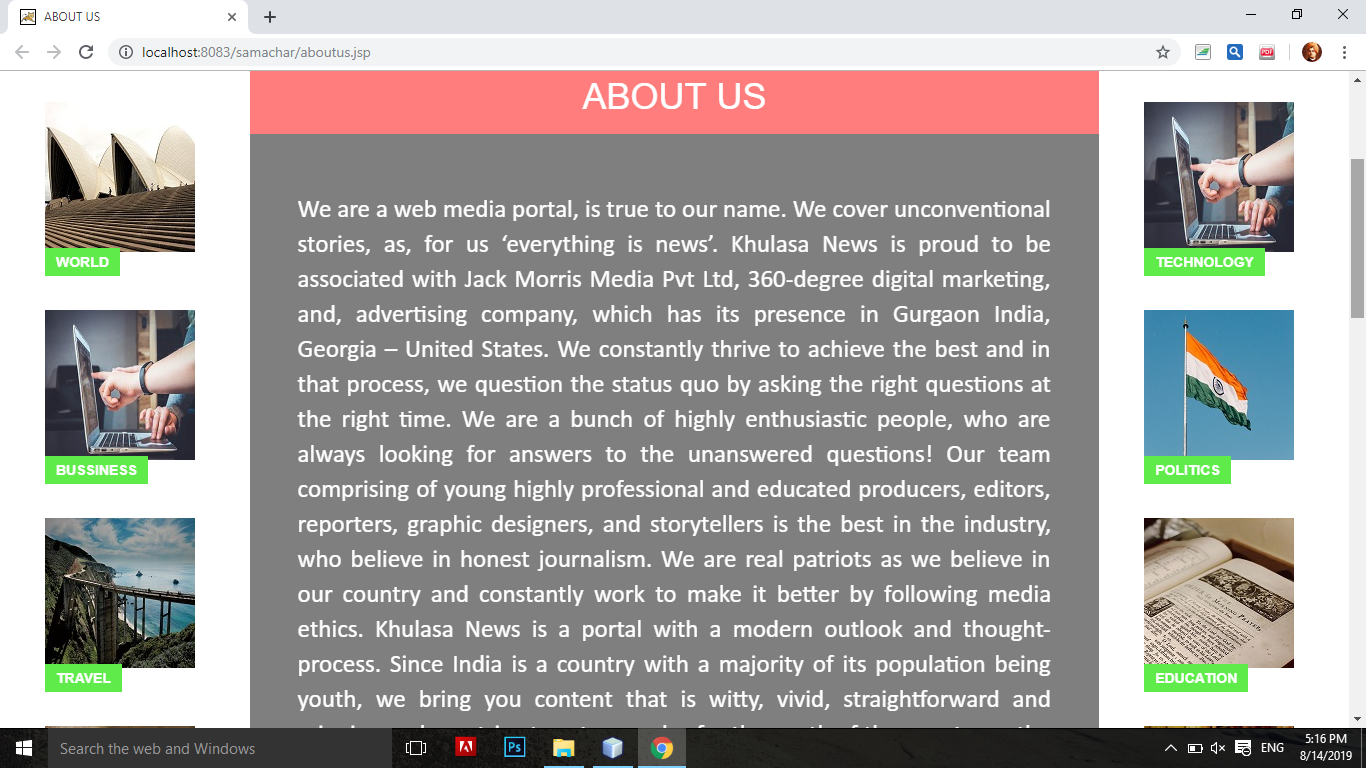 ABOUT US
localhost:8083/samachar/aboutus.jsp
PDF
ABOUT US
WORLD
BUSSINESS
TRAVEL
We are a web media portal, is true to our name. We cover unconventional
stories, as, for us ‘everything is news’. Khulasa News is proud to be
associated with Jack Morris Media Pvt Ltd, 360-degree digital marketing,
and, advertising company, which has its presence in Gurgaon India,
Georgia – United States. We constantly thrive to achieve the best and in
that process, we question the status quo by asking the right questions at
the right time. We are a bunch of highly enthusiastic people, who are
always looking for answers to the unanswered questions! Our team
comprising of young highly professional and educated producers, editors,
reporters, graphic designers, and storytellers is the best in the industry,
who believe in honest journalism. We are real patriots as we believe in
our country and constantly work to make it better by following media
ethics. Khulasa News is a portal with a modern outlook and thought-
process. Since India is a country with a majority of its population being
youth, we bring you content that is witty, vivid, straightforward and
TECHNOLOGY
POLITICS
EDUCATION
Search the web and Windows
Ps
ENG
5:16 PM
8/14/2019